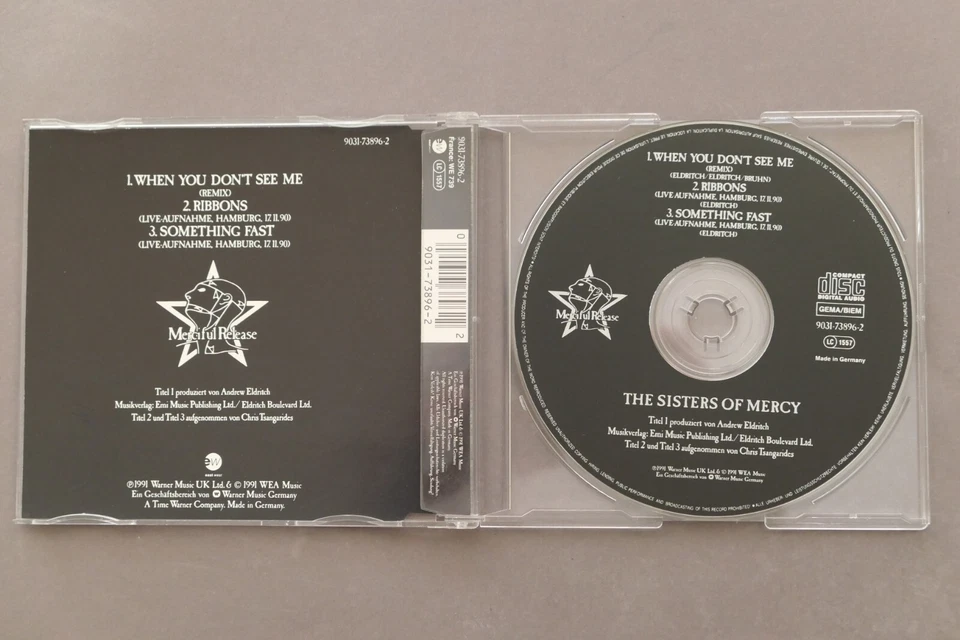 9031-73896-2
1. WHEN YOU DON'T SEE ME
(REMIX)
2. RIBBONS
(LIVE-AUFNAHME, HAMBURG, 17. 11. 90)
3. SOMETHING FAST
(LIVE-AUFNAHME, HAMBURG, 17. 11. 90)
Merciful Release
Titel 1 produziert von Andrew Eldritch
Musikverlag: Emi Music Publishing Ltd./ Eldritch Boulevard Ltd.
Titel 2 und Titel 3 aufgenommen von Chris Tsangarides
ew
℗1991 Warner Music UK Ltd. © 1991 WEA Music
Ein Geschäftsbereich von Warner Music Germany
A Time Warner Company. Made in Germany.
9031-73896-2
France: WE 739
ew
LC 1557
0
9031-73896-2
2
1. WHEN YOU DON'T SEE ME
(REMIX)
(ELDRITCH/ELDRITCH/BRUHN)
2. RIBBONS
(LIVE-AUFNAHME, HAMBURG, 17. 11. 90)
(ELDRITCH)
3. SOMETHING FAST
(LIVE-AUFNAHME, HAMBURG, 17. 11. 90)
(ELDRITCH)
Merciful Release
COMPACT
disc
DIGITAL AUDIO
GEMA/BIEM
9031-73896-2
LC 1557
Made in Germany
THE SISTERS OF MERCY
Titel 1 produziert von Andrew Eldritch
Musikverlag: Emi Music Publishing Ltd./ Eldritch Boulevard Ltd.
Titel 2 und Titel 3 aufgenommen von Chris Tsangarides
℗1991 Warner Music UK Ltd. © 1991 WEA Music
Ein Geschäftsbereich von Warner Music Germany